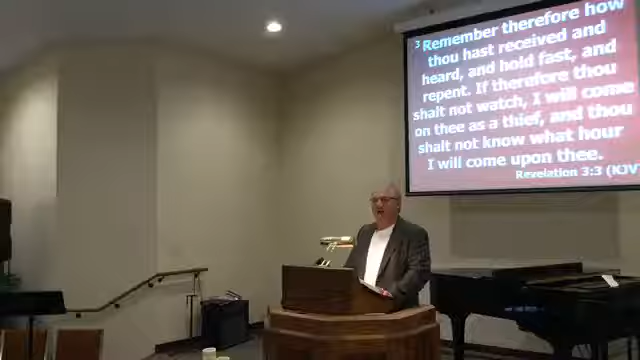 3 Remember therefore how
thou hast received and
heard, and hold fast, and
repent. If therefore thou
shalt not watch, I will come
on thee as a thief, and thou
shalt not know what hour
I will come upon thee.
Revelation 3:3 (KJV